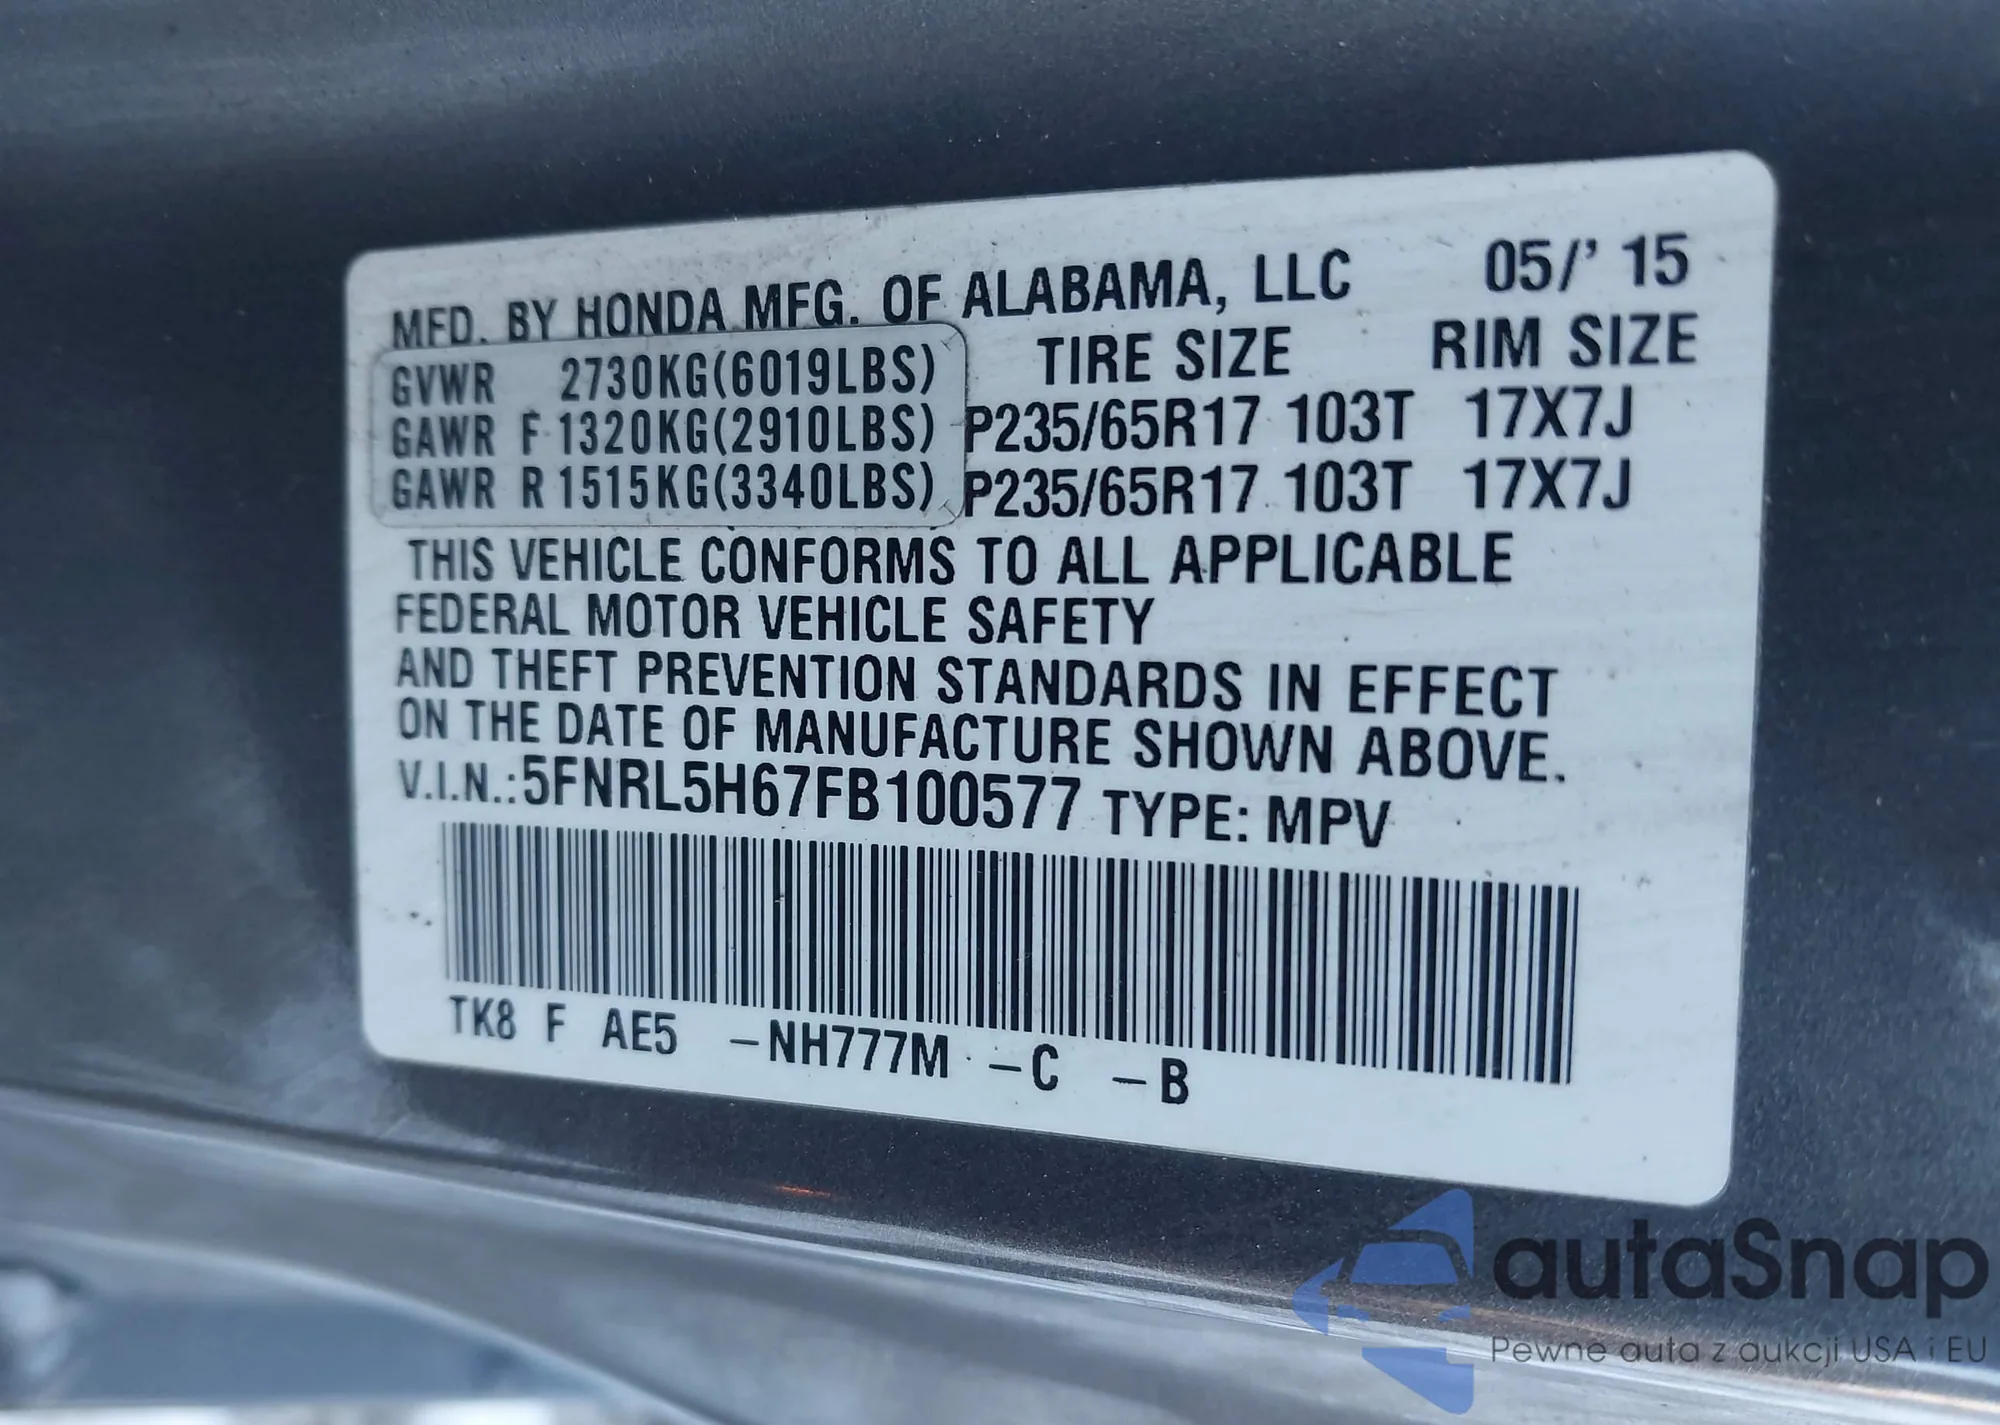 MFD. BY HONDA MFG. OF ALABAMA, LLC 05/' 15
TIRE SIZE RIM SIZE
GVWR 2730KG(6019LBS)
GAWR F 1320KG(2910LBS) P235/65R17 103T 17X7J
GAWR R 1515KG(3340LBS) P235/65R17 103T 17X7J
THIS VEHICLE CONFORMS TO ALL APPLICABLE
FEDERAL MOTOR VEHICLE SAFETY
AND THEFT PREVENTION STANDARDS IN EFFECT
ON THE DATE OF MANUFACTURE SHOWN ABOVE.
V.I.N.:5FNRL5H67FB100577 TYPE: MPV
TK8 F AE5 -NH777M -C -B
autaSnap
Pewne auta z aukcji USA i EU